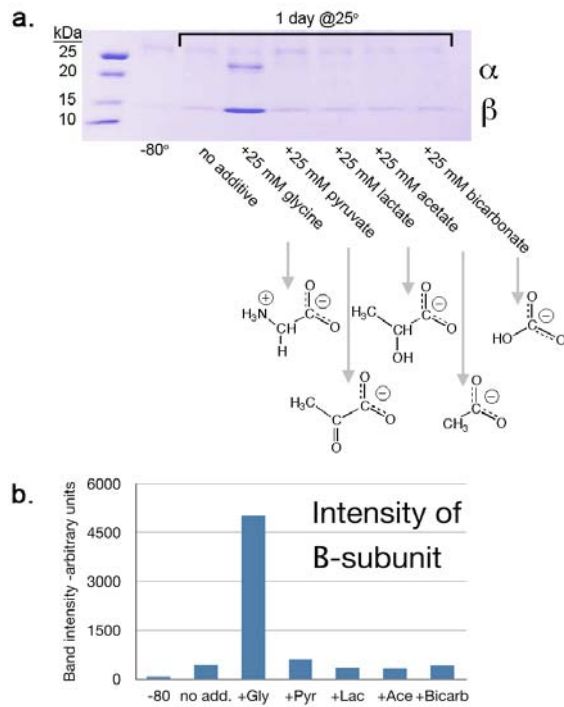 a.
1 day @25°
kDa
25
20
15
10
α
β
-80°
no additive
+25 mM glycine
+25 mM pyruvate
+25 mM lactate
+25 mM acetate
+25 mM bicarbonate
H₃N
+
CH
H
C
O
O
−
H₃C
CH
OH
C
O
O
−
HO
C
O
O
−
H₃C
C
O
C
O
O
−
CH₃
C
O
O
−
b.
Band intensity -arbitrary units
6000
4500
3000
1500
0
Intensity of
B-subunit
-80 no add. +Gly +Pyr +Lac +Ace +Bicarb